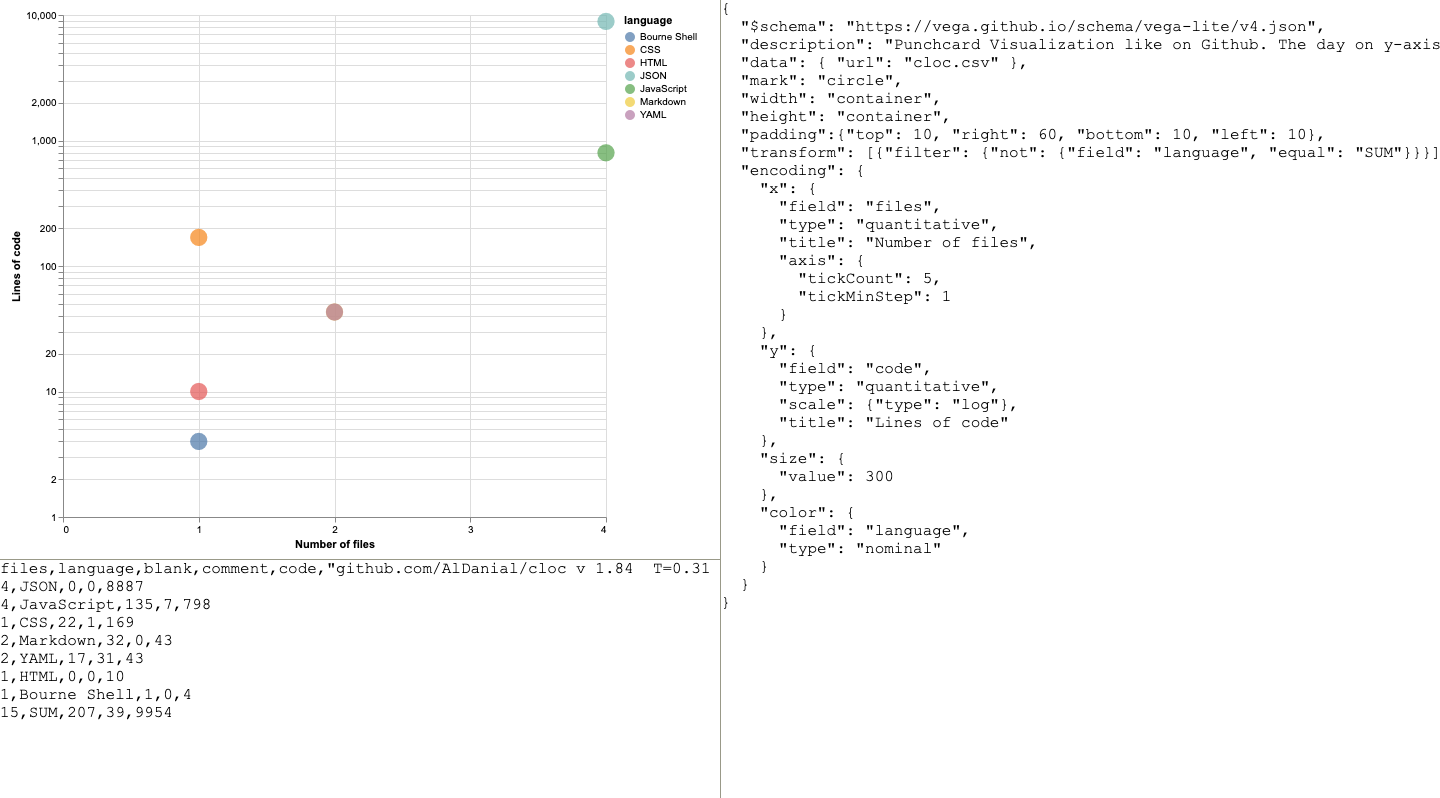 10,000
2,000
1,000
200
100
20
10
2
1
Lines of code
0 1 2 3 4
Number of files
language
Bourne Shell
CSS
HTML
JSON
JavaScript
Markdown
YAML
files,language,blank,comment,code,"github.com/AlDanial/cloc v 1.84  T=0.31
4,JSON,0,0,8887
4,JavaScript,135,7,798
1,CSS,22,1,169
2,Markdown,32,0,43
2,YAML,17,31,43
1,HTML,0,0,10
1,Bourne Shell,1,0,4
15,SUM,207,39,9954
{
  "$schema": "https://vega.github.io/schema/vega-lite/v4.json",
  "description": "Punchcard Visualization like on Github. The day on y-axis
  "data": { "url": "cloc.csv" },
  "mark": "circle",
  "width": "container",
  "height": "container",
  "padding":{"top": 10, "right": 60, "bottom": 10, "left": 10},
  "transform": [{"filter": {"not": {"field": "language", "equal": "SUM"}}}]
  "encoding": {
    "x": {
      "field": "files",
      "type": "quantitative",
      "title": "Number of files",
      "axis": {
        "tickCount": 5,
        "tickMinStep": 1
      }
    },
    "y": {
      "field": "code",
      "type": "quantitative",
      "scale": {"type": "log"},
      "title": "Lines of code"
    },
    "size": {
      "value": 300
    },
    "color": {
      "field": "language",
      "type": "nominal"
    }
  }
}